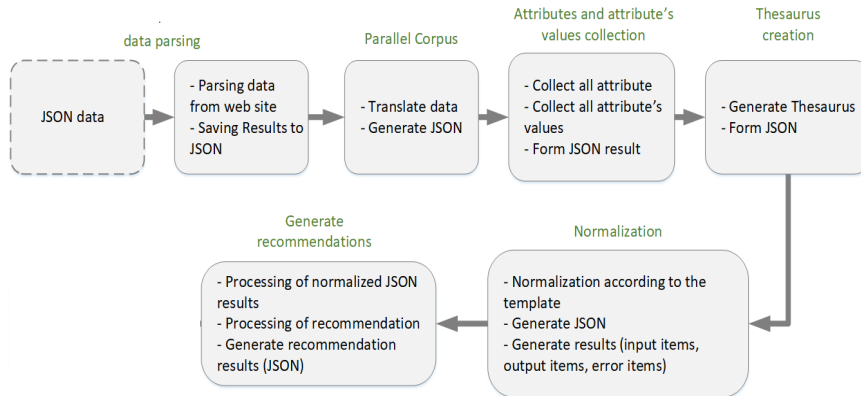 data parsing
JSON data
- Parsing data
from web site
- Saving Results to
JSON
Parallel Corpus
- Translate data
- Generate JSON
Attributes and attribute's
values collection
- Collect all attribute
- Collect all attribute's
values
- Form JSON result
Thesaurus
creation
- Generate Thesaurus
- Form JSON
Normalization
- Normalization according to the
template
- Generate JSON
- Generate results (input items,
output items, error items)
Generate
recommendations
- Processing of normalized JSON
results
- Processing of recommendation
- Generate recommendation
results (JSON)